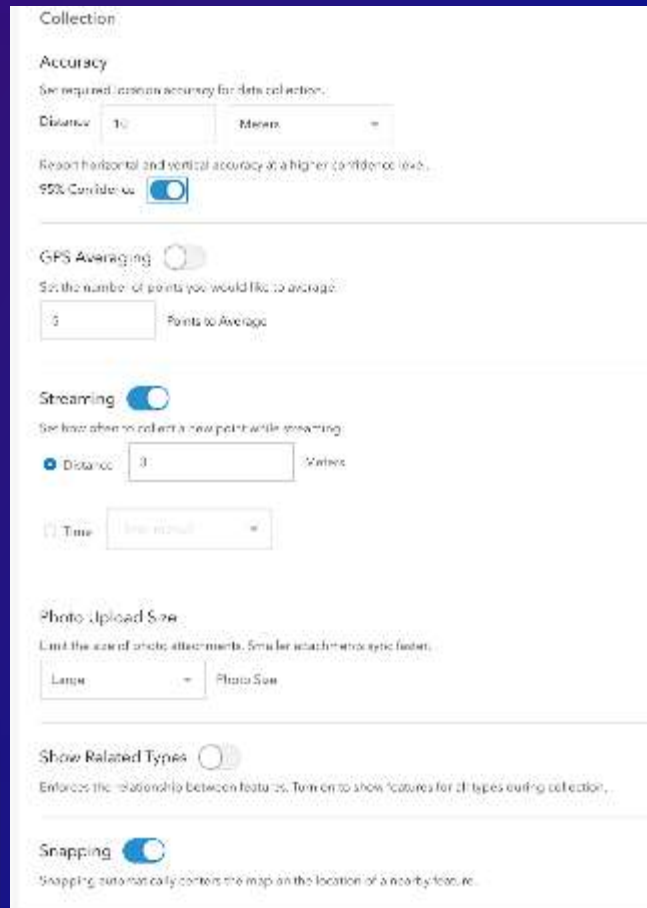 Collection
Accuracy
Set required location accuracy for data collection.
Distance 10 Meters
Report horizontal and vertical accuracy at a higher confidence level.
95% Confidence
GPS Averaging
Set the number of points you would like to average.
5 Points to Average
Streaming
Set how often to collect a new point while streaming
Distance Meters
Time
Photo Upload Size
Limit the size of photo attachments. Smaller attachments sync faster.
Large Photo Size
Show Related Types
Enforces the relationship between features. Turn on to show features for all types during collection.
Snapping
Snapping automatically centers the map on the location of a nearby feature.